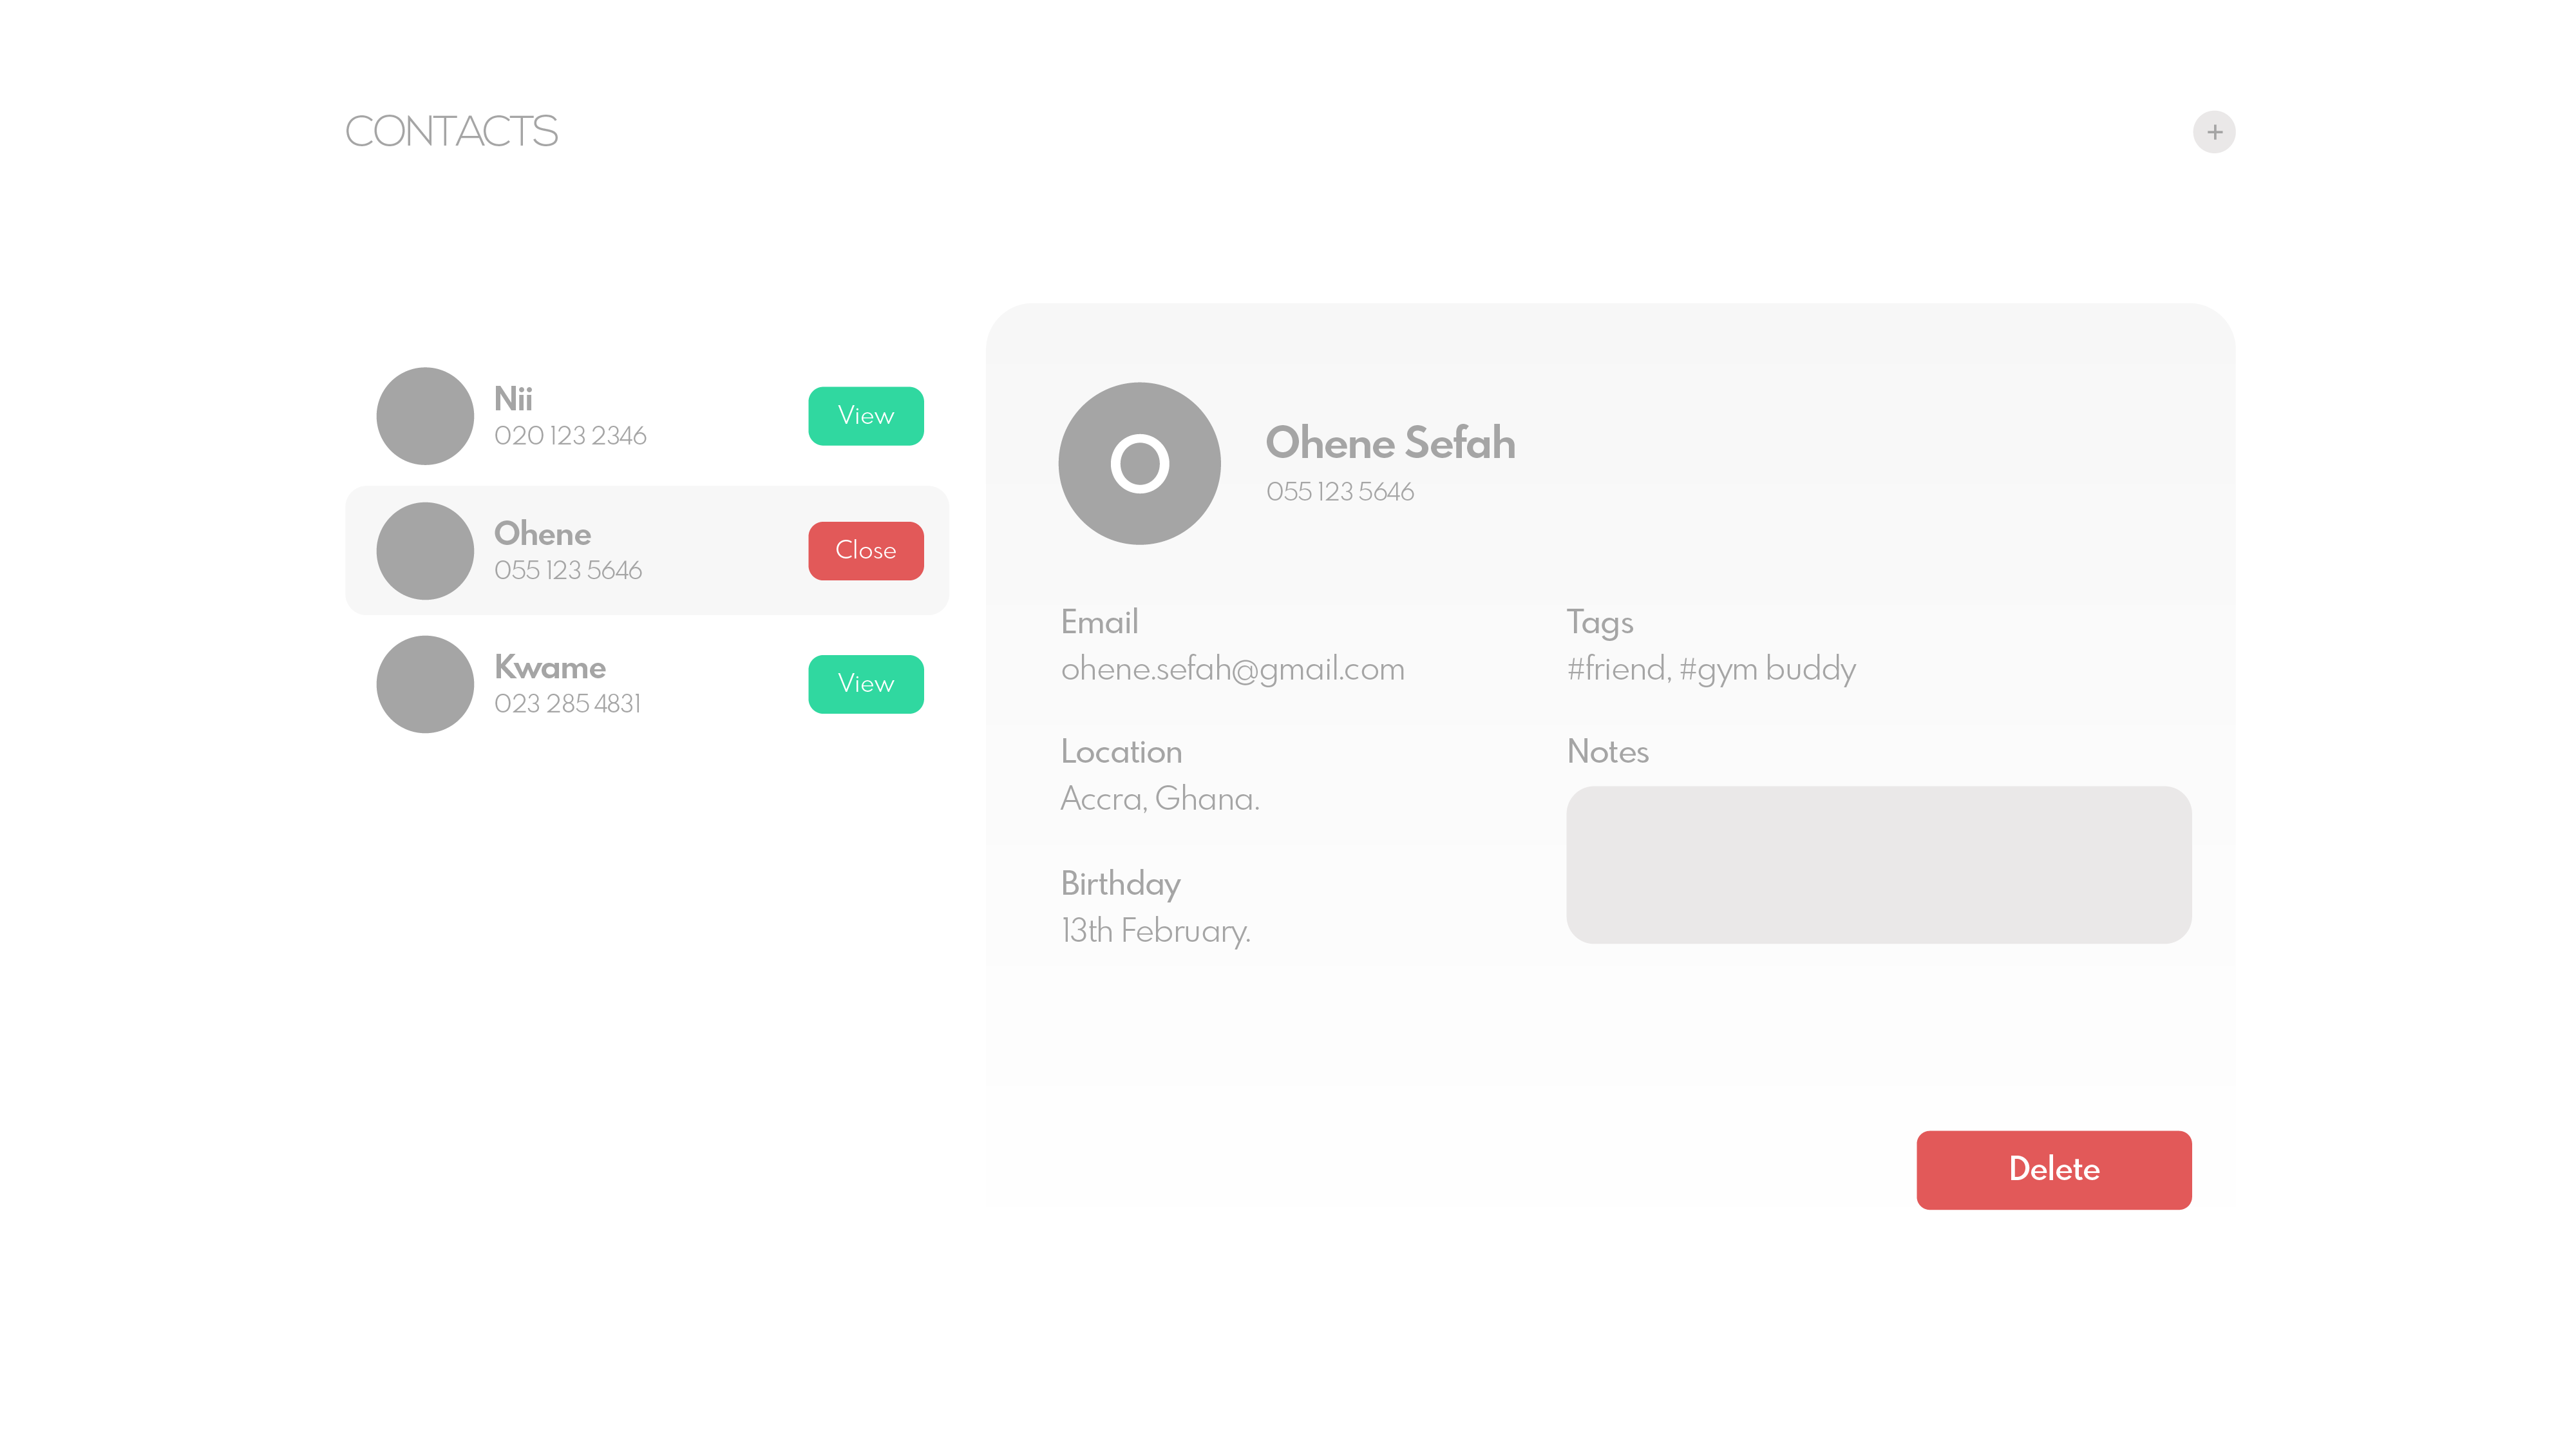 CONTACTS
+
Nii
020 123 2346
View
Ohene
055 123 5646
Close
Kwame
023 285 4831
View
O
Ohene Sefah
055 123 5646
Email
ohene.sefah@gmail.com
Location
Accra, Ghana.
Birthday
13th February.
Tags
#friend, #gym buddy
Notes
Delete